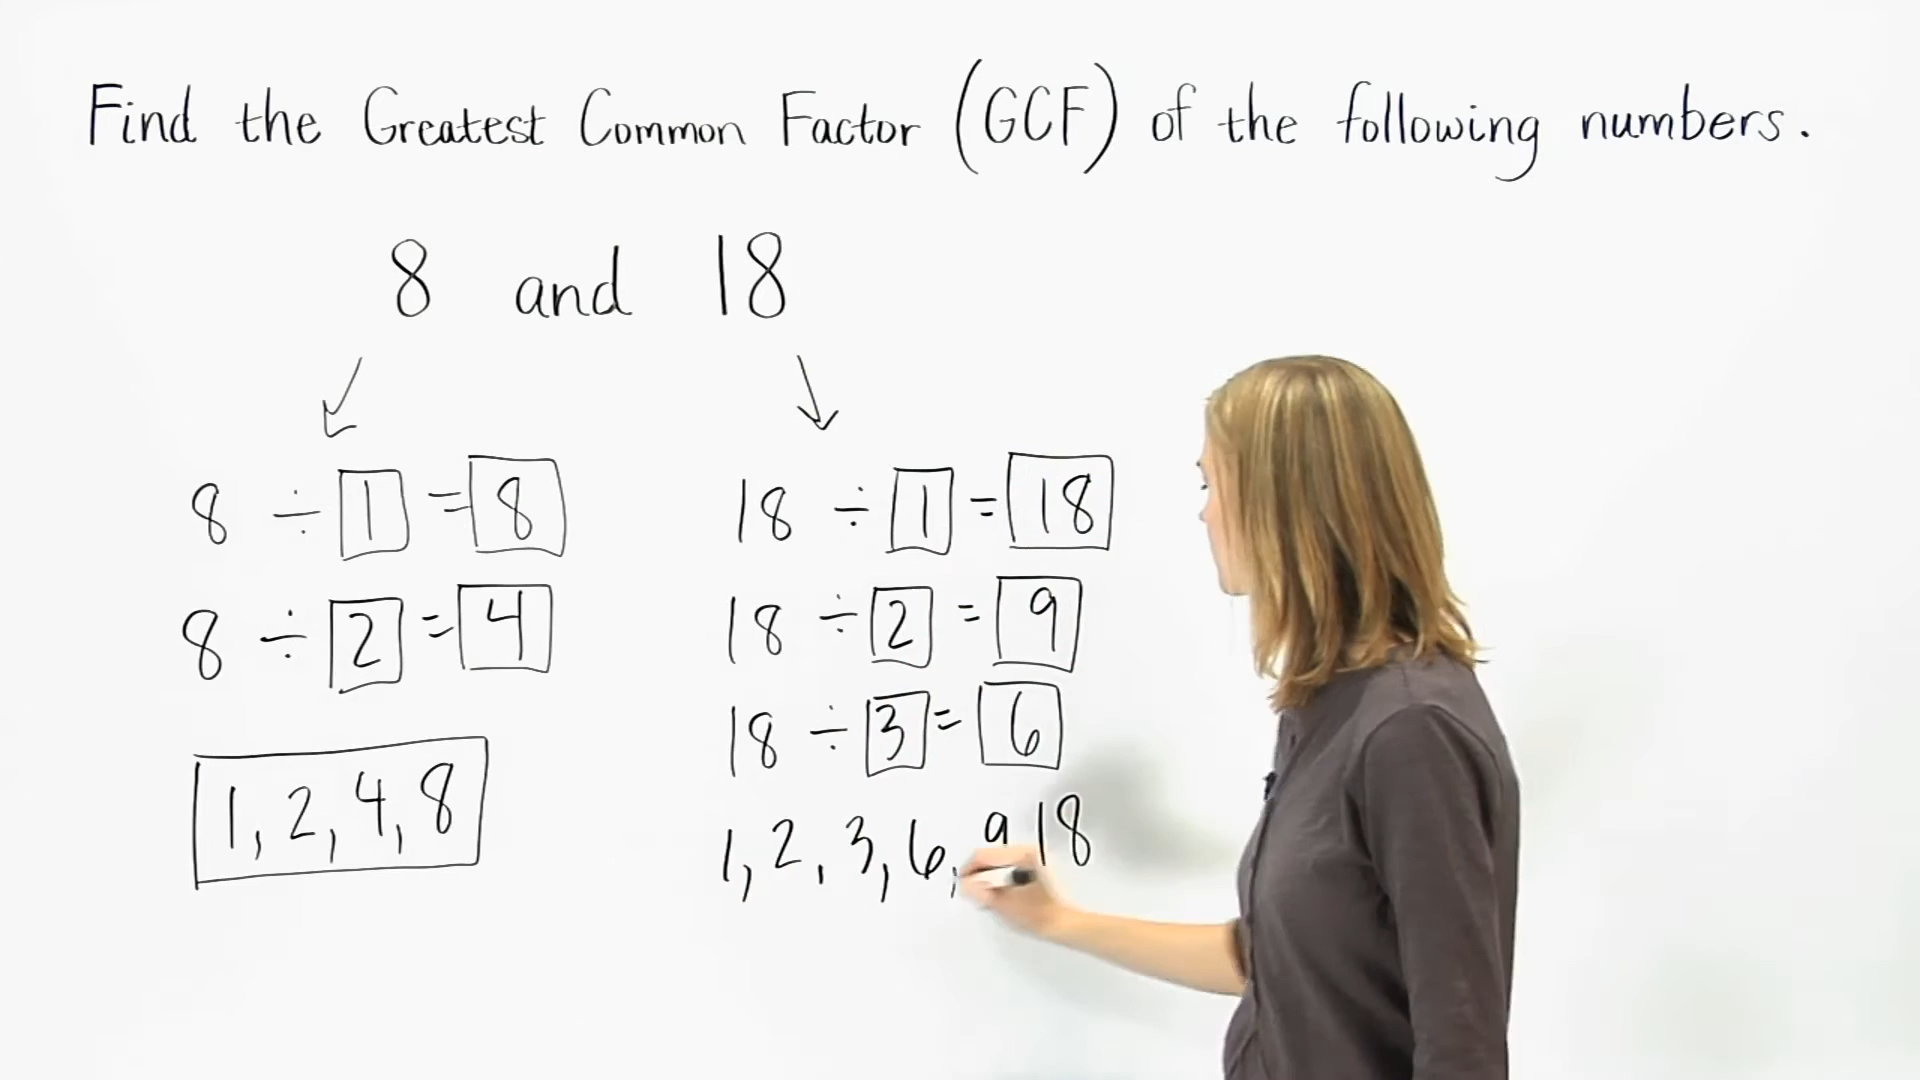 Find the Greatest Common Factor (GCF) of the following numbers.
8 and 18
8 ÷ 1 = 8
8 ÷ 2 = 4
1, 2, 4, 8
18 ÷ 1 = 18
18 ÷ 2 = 9
18 ÷ 3 = 6
1, 2, 3, 6, 9 18